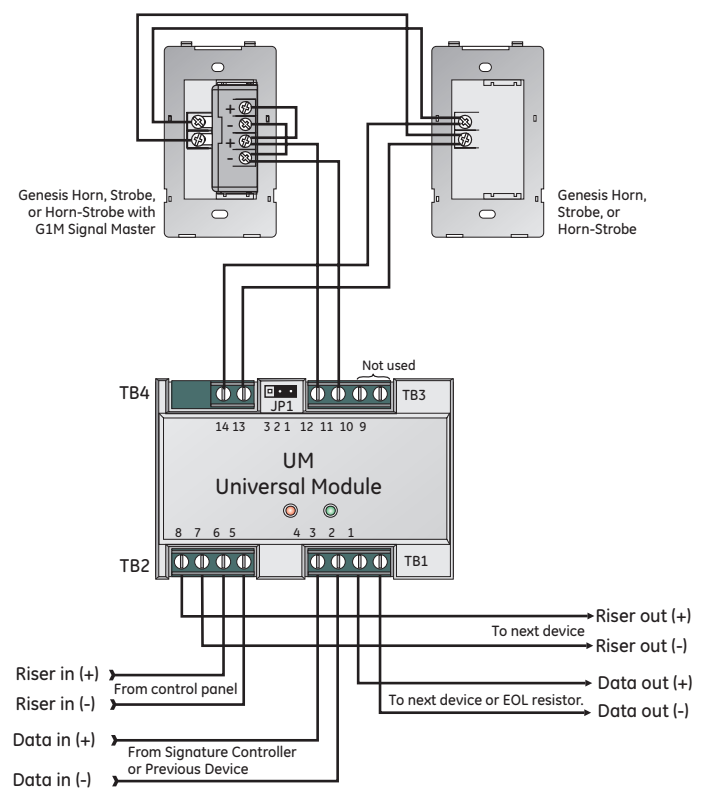 +
-
+
-
Genesis Horn, Strobe,
or Horn-Strobe with
G1M Signal Master
Genesis Horn,
Strobe, or
Horn-Strobe
Not used
TB4
JP1
TB3
14 13 3 2 1 12 11 10 9
UM
Universal Module
8 7 6 5 4 3 2 1
TB2
TB1
Riser out (+)
To next device
Riser out (-)
Riser in (+)
From control panel
Riser in (-)
Data out (+)
To next device or EOL resistor.
Data out (-)
Data in (+)
From Signature Controller
or Previous Device
Data in (-)